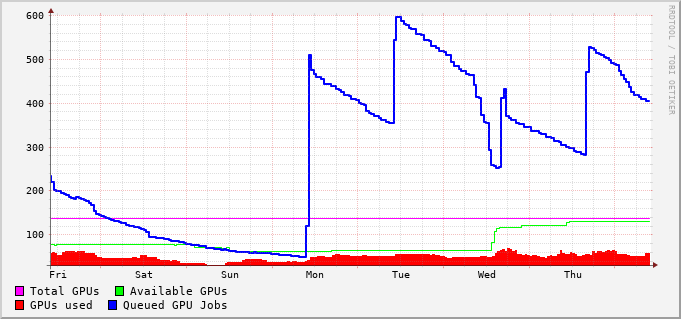 600
500
400
300
200
100
Fri Sat Sun Mon Tue Wed Thu
Total GPUs Available GPUs
GPUs used Queued GPU Jobs
RRDTOOL / TOBI OETIKER